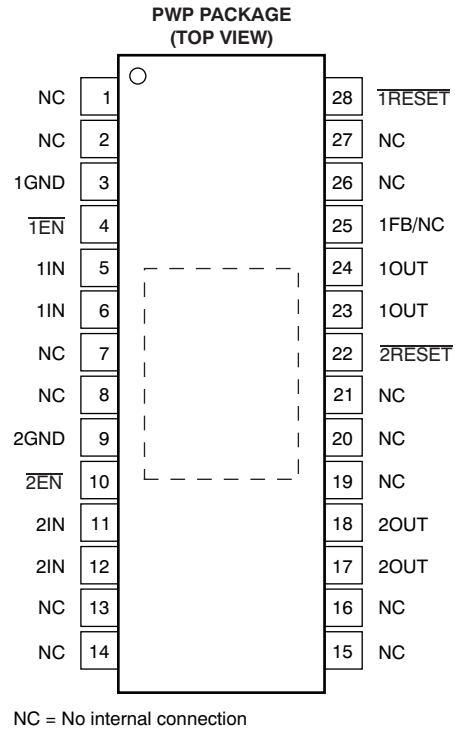 PWP PACKAGE
(TOP VIEW)
NC 1 28 1RESET
NC 2 27 NC
1GND 3 26 NC
1EN 4 25 1FB/NC
1IN 5 24 1OUT
1IN 6 23 1OUT
NC 7 22 2RESET
NC 8 21 NC
2GND 9 20 NC
2EN 10 19 NC
2IN 11 18 2OUT
2IN 12 17 2OUT
NC 13 16 NC
NC 14 15 NC
NC = No internal connection